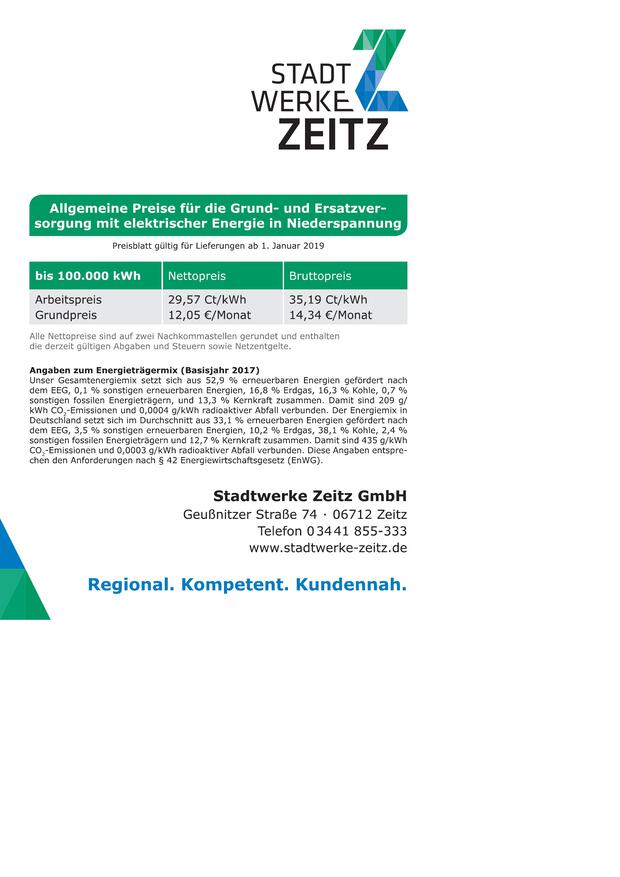 STADT
WERKE
ZEITZ
Allgemeine Preise für die Grund- und Ersatzver-
sorgung mit elektrischer Energie in Niederspannung
Preisblatt gültig für Lieferungen ab 1. Januar 2019
bis 100.000 kWh Nettopreis Bruttopreis
Arbeitspreis 29,57 Ct/kWh 35,19 Ct/kWh
Grundpreis 12,05 €/Monat 14,34 €/Monat
Alle Nettopreise sind auf zwei Nachkommastellen gerundet und enthalten
die derzeit gültigen Abgaben und Steuern sowie Netzentgelte.
Angaben zum Energieträgermix (Basisjahr 2017)
Unser Gesamtenergiemix setzt sich aus 52,9 % erneuerbaren Energien gefördert nach
dem EEG, 0,1 % sonstigen erneuerbaren Energien, 16,8 % Erdgas, 16,3 % Kohle, 0,7 %
sonstigen fossilen Energieträgern, und 13,3 % Kernkraft zusammen. Damit sind 209 g/
kWh CO₂-Emissionen und 0,0004 g/kWh radioaktiver Abfall verbunden. Der Energiemix in
Deutschland setzt sich im Durchschnitt aus 33,1 % erneuerbaren Energien gefördert nach
dem EEG, 3,5 % sonstigen erneuerbaren Energien, 10,2 % Erdgas, 38,1 % Kohle, 2,4 %
sonstigen fossilen Energieträgern und 12,7 % Kernkraft zusammen. Damit sind 435 g/kWh
CO₂-Emissionen und 0,0003 g/kWh radioaktiver Abfall verbunden. Diese Angaben entspre-
chen den Anforderungen nach § 42 Energiewirtschaftsgesetz (EnWG).
Stadtwerke Zeitz GmbH
Geußnitzer Straße 74 · 06712 Zeitz
Telefon 03441 855-333
www.stadtwerke-zeitz.de
Regional. Kompetent. Kundennah.